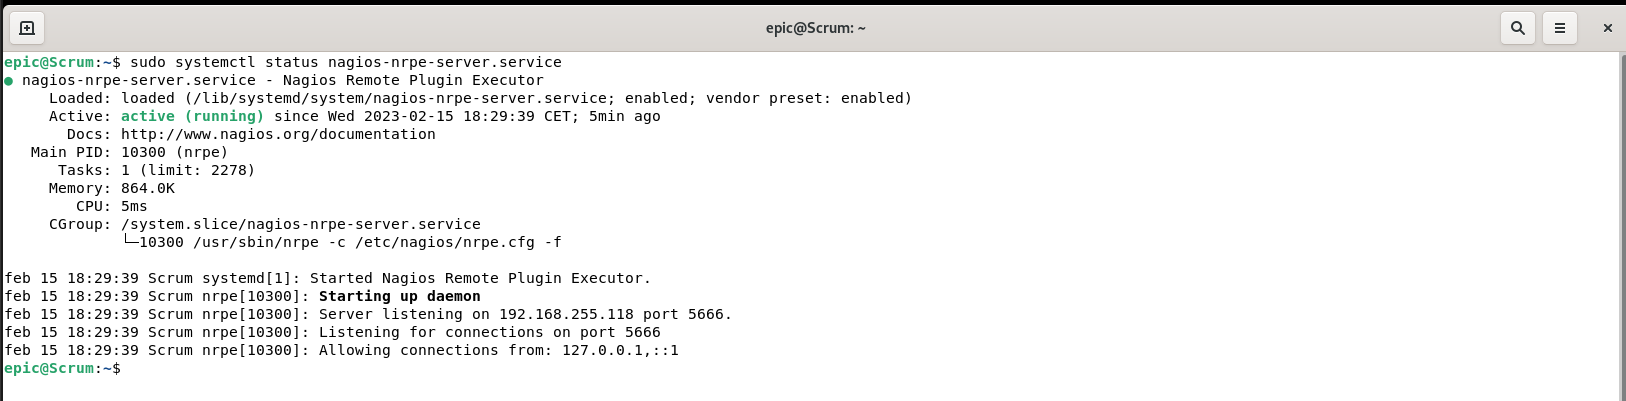 epic@Scrum: ~
epic@Scrum:~$ sudo systemctl status nagios-nrpe-server.service
● nagios-nrpe-server.service - Nagios Remote Plugin Executor
     Loaded: loaded (/lib/systemd/system/nagios-nrpe-server.service; enabled; vendor preset: enabled)
     Active: active (running) since Wed 2023-02-15 18:29:39 CET; 5min ago
       Docs: http://www.nagios.org/documentation
   Main PID: 10300 (nrpe)
      Tasks: 1 (limit: 2278)
     Memory: 864.0K
        CPU: 5ms
     CGroup: /system.slice/nagios-nrpe-server.service
             └─10300 /usr/sbin/nrpe -c /etc/nagios/nrpe.cfg -f
feb 15 18:29:39 Scrum systemd[1]: Started Nagios Remote Plugin Executor.
feb 15 18:29:39 Scrum nrpe[10300]: Starting up daemon
feb 15 18:29:39 Scrum nrpe[10300]: Server listening on 192.168.255.118 port 5666.
feb 15 18:29:39 Scrum nrpe[10300]: Listening for connections on port 5666
feb 15 18:29:39 Scrum nrpe[10300]: Allowing connections from: 127.0.0.1,::1
epic@Scrum:~$